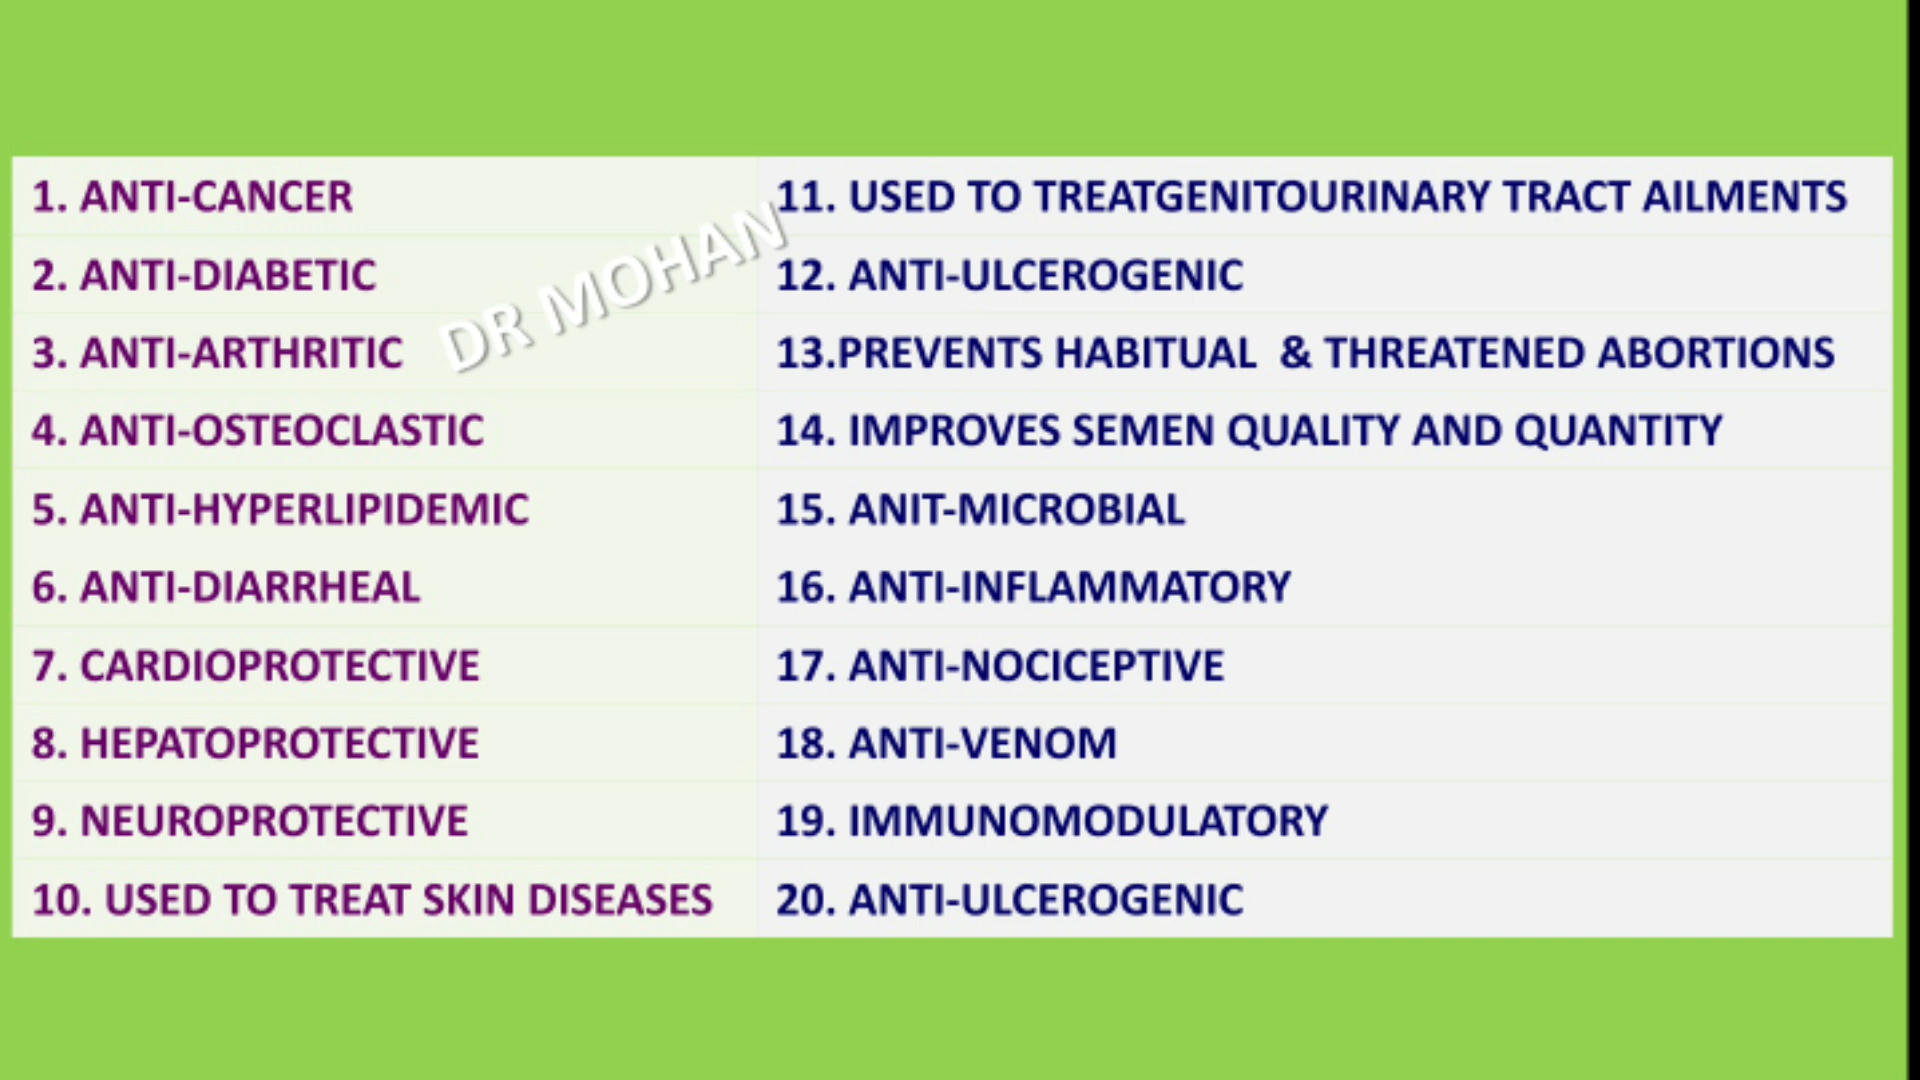 1. ANTI-CANCER
2. ANTI-DIABETIC
3. ANTI-ARTHRITIC
4. ANTI-OSTEOCLASTIC
5. ANTI-HYPERLIPIDEMIC
6. ANTI-DIARRHEAL
7. CARDIOPROTECTIVE
8. HEPATOPROTECTIVE
9. NEUROPROTECTIVE
10. USED TO TREAT SKIN DISEASES
DR MOHAN
11. USED TO TREATGENITOURINARY TRACT AILMENTS
12. ANTI-ULCEROGENIC
13.PREVENTS HABITUAL & THREATENED ABORTIONS
14. IMPROVES SEMEN QUALITY AND QUANTITY
15. ANIT-MICROBIAL
16. ANTI-INFLAMMATORY
17. ANTI-NOCICEPTIVE
18. ANTI-VENOM
19. IMMUNOMODULATORY
20. ANTI-ULCEROGENIC